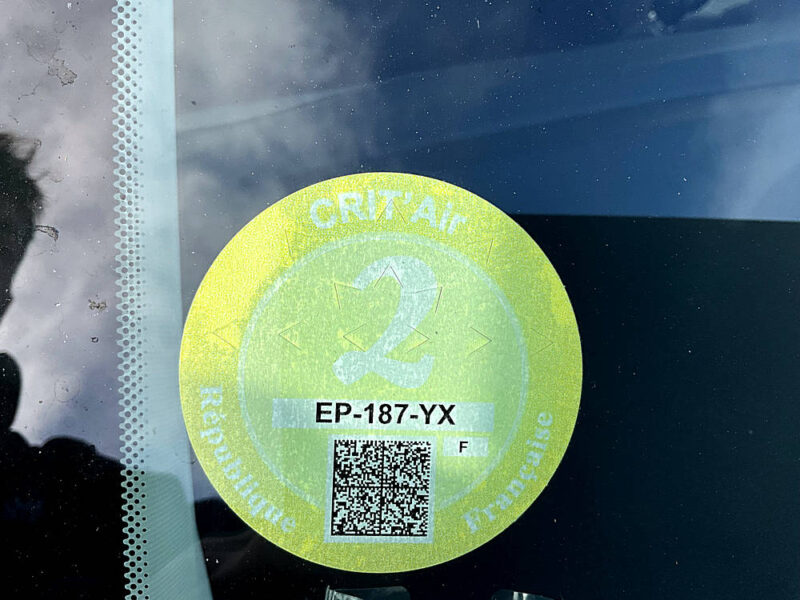 CRIT'Air
2
EP-187-YX
F
République Française